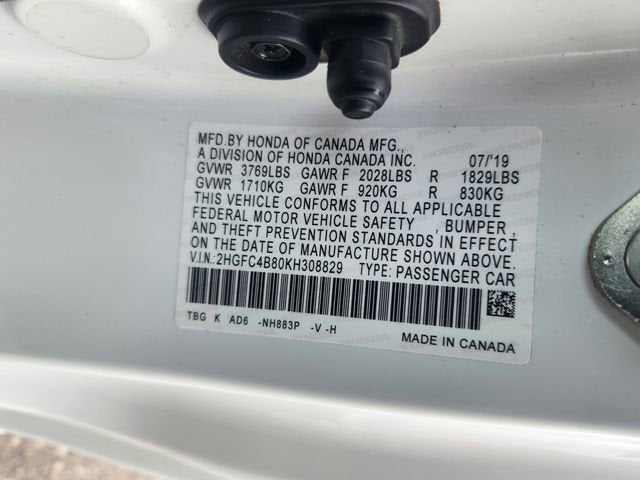 MFD.BY HONDA OF CANADA MFG.,
A DIVISION OF HONDA CANADA INC. 07/'19
GVWR 3769LBS GAWR F 2028LBS R 1829LBS
GVWR 1710KG GAWR F 920KG R 830KG
THIS VEHICLE CONFORMS TO ALL APPLICABLE
FEDERAL MOTOR VEHICLE SAFETY , BUMPER ,
AND THEFT PREVENTION STANDARDS IN EFFECT
ON THE DATE OF MANUFACTURE SHOWN ABOVE.
V.I.N.:2HGFC4B80KH308829 TYPE: PASSENGER CAR
TBG K AD6 -NH883P -V -H
MADE IN CANADA